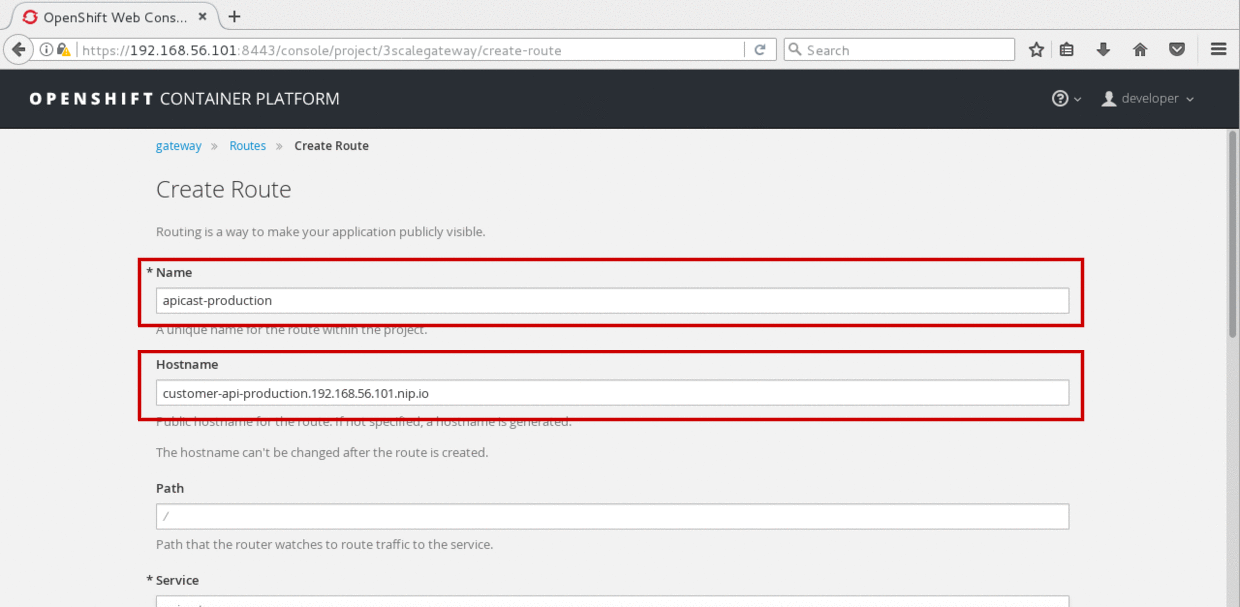 OpenShift Web Cons...
https://192.168.56.101:8443/console/project/3scalegateway/create-route
Search
OPENSHIFT CONTAINER PLATFORM
developer
gateway » Routes » Create Route
Create Route
Routing is a way to make your application publicly visible.
* Name
apicast-production
A unique name for the route within the project.
Hostname
customer-api-production.192.168.56.101.nip.io
Public hostname for the route. If not specified, a hostname is generated.
The hostname can't be changed after the route is created.
Path
/
Path that the router watches to route traffic to the service.
* Service